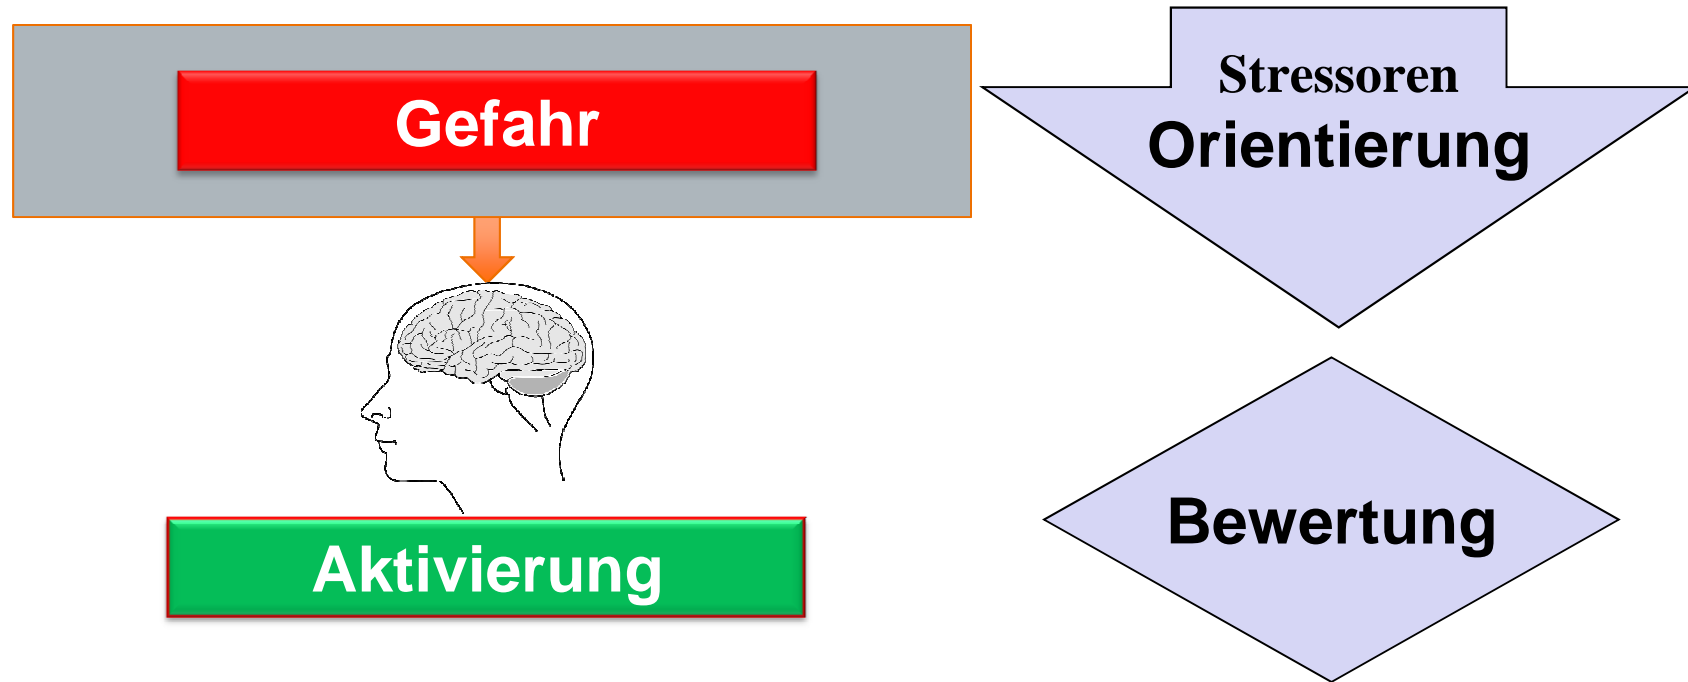 Gefahr
Stressoren
Orientierung
Aktivierung
Bewertung